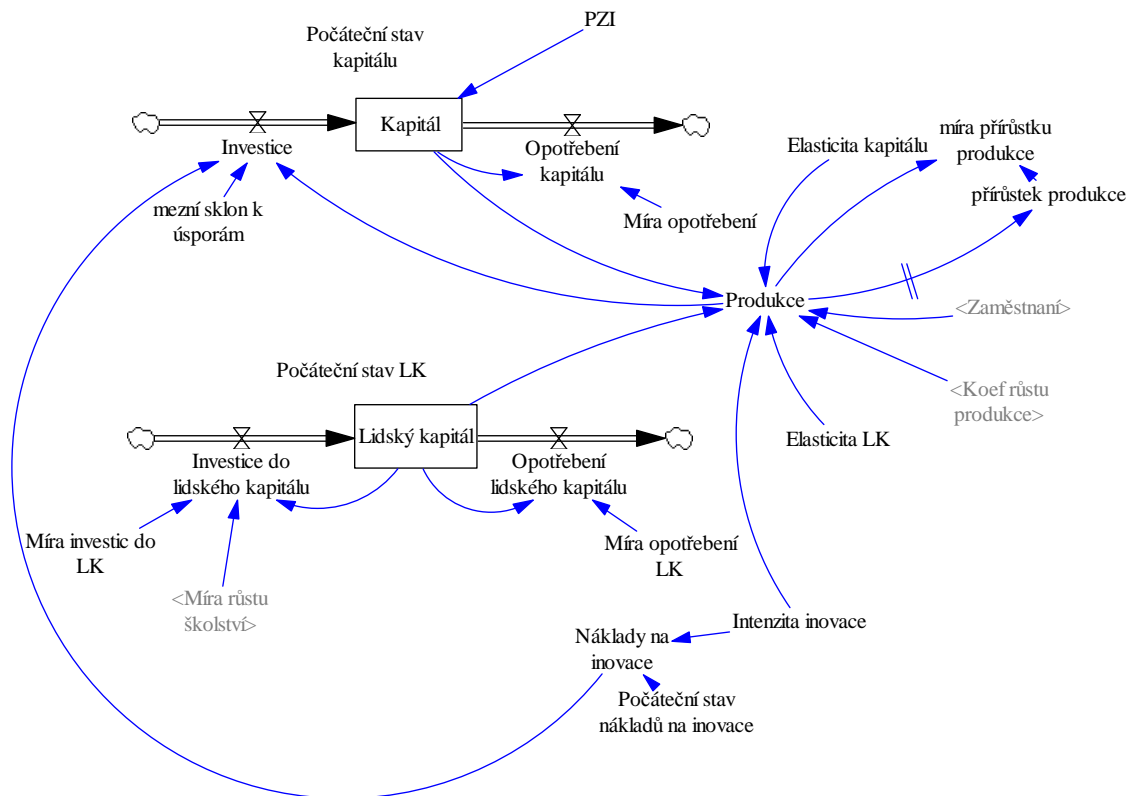 PZI
Počáteční stav
kapitálu
Kapitál
Investice
Opotřebení
kapitálu
Elasticita kapitálu
míra přírůstku
produkce
mezní sklon k
úsporám
Míra opotřebení
přírůstek produkce
Produkce
<Zaměstnaní>
Počáteční stav LK
<Koef růstu
produkce>
Lidský kapitál
Elasticita LK
Investice do
lidského kapitálu
Opotřebení
lidského kapitálu
Míra investic do
LK
Míra opotřebení
LK
<Míra růstu
školství>
Intenzita inovace
Náklady na
inovace
Počáteční stav
nákladů na inovace